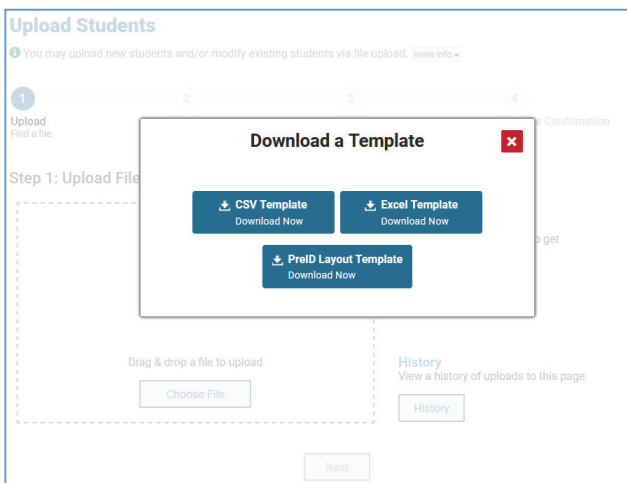 Upload Students
You may upload new students and/or modify existing students via file upload. more info
1
2
3
4
Upload
Find a file
Confirmation
Download a Template
Step 1: Upload File
CSV Template
Download Now
Excel Template
Download Now
to get
PreID Layout Template
Download Now
Drag & drop a file to upload
Choose File
History
View a history of uploads to this page.
History
Next